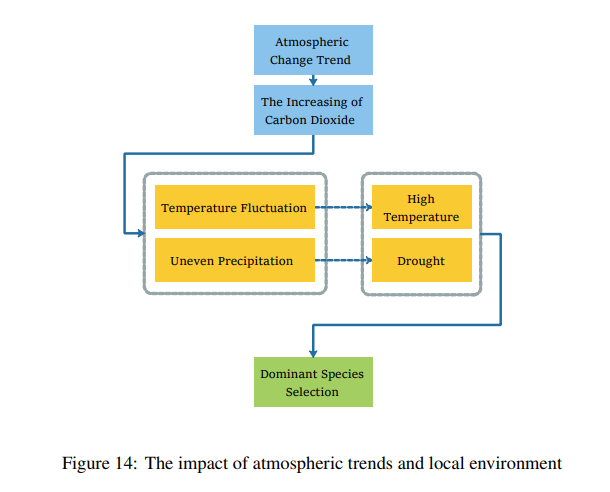 Atmospheric
Change Trend
The Increasing of
Carbon Dioxide
Temperature Fluctuation
High
Temperature
Uneven Precipitation
Drought
Dominant Species
Selection
Figure 14: The impact of atmospheric trends and local environment